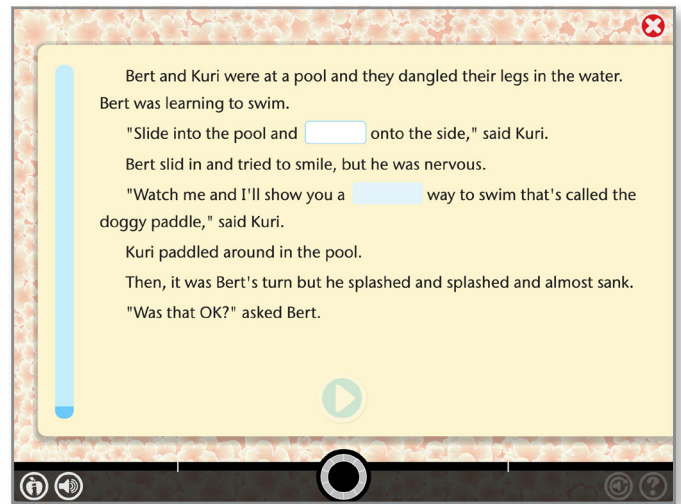 Bert and Kuri were at a pool and they dangled their legs in the water.
Bert was learning to swim.
"Slide into the pool and onto the side," said Kuri.
Bert slid in and tried to smile, but he was nervous.
"Watch me and I'll show you a way to swim that's called the
doggy paddle," said Kuri.
Kuri paddled around in the pool.
Then, it was Bert's turn but he splashed and splashed and almost sank.
"Was that OK?" asked Bert.